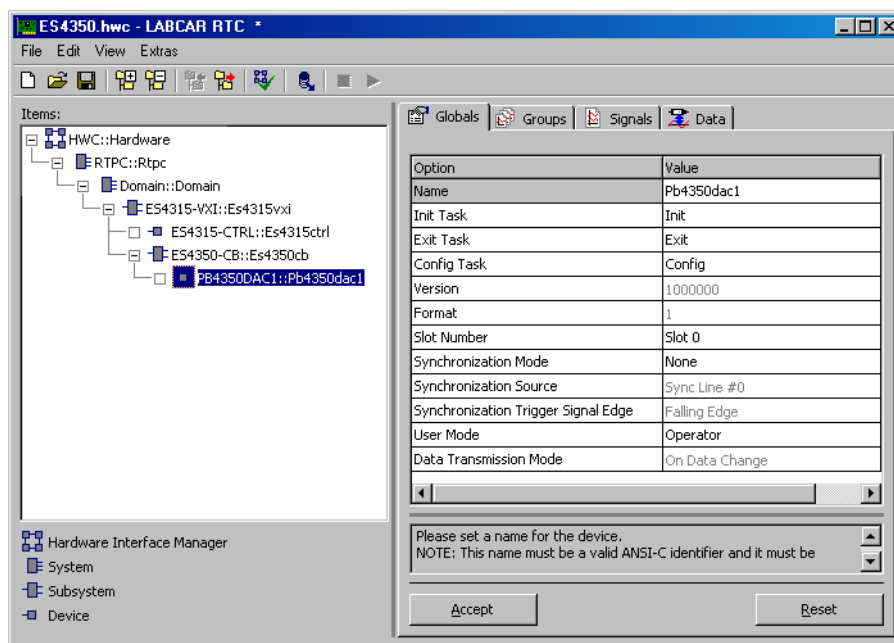 ES4350.hwc - LABCAR RTC *
File Edit View Extras
Items:
HWC::Hardware
RTPC::Rtpc
Domain::Domain
ES4315-VXI::Es4315vxi
ES4315-CTRL::Es4315ctrl
ES4350-CB::Es4350cb
PB4350DAC1::Pb4350dac1
Hardware Interface Manager
System
Subsystem
Device
Globals Groups Signals Data
Option Value
Name Pb4350dac1
Init Task Init
Exit Task Exit
Config Task Config
Version 1000000
Format 1
Slot Number Slot 0
Synchronization Mode None
Synchronization Source Sync Line #0
Synchronization Trigger Signal Edge Falling Edge
User Mode Operator
Data Transmission Mode On Data Change
Please set a name for the device.
NOTE: This name must be a valid ANSI-C identifier and it must be
Accept Reset